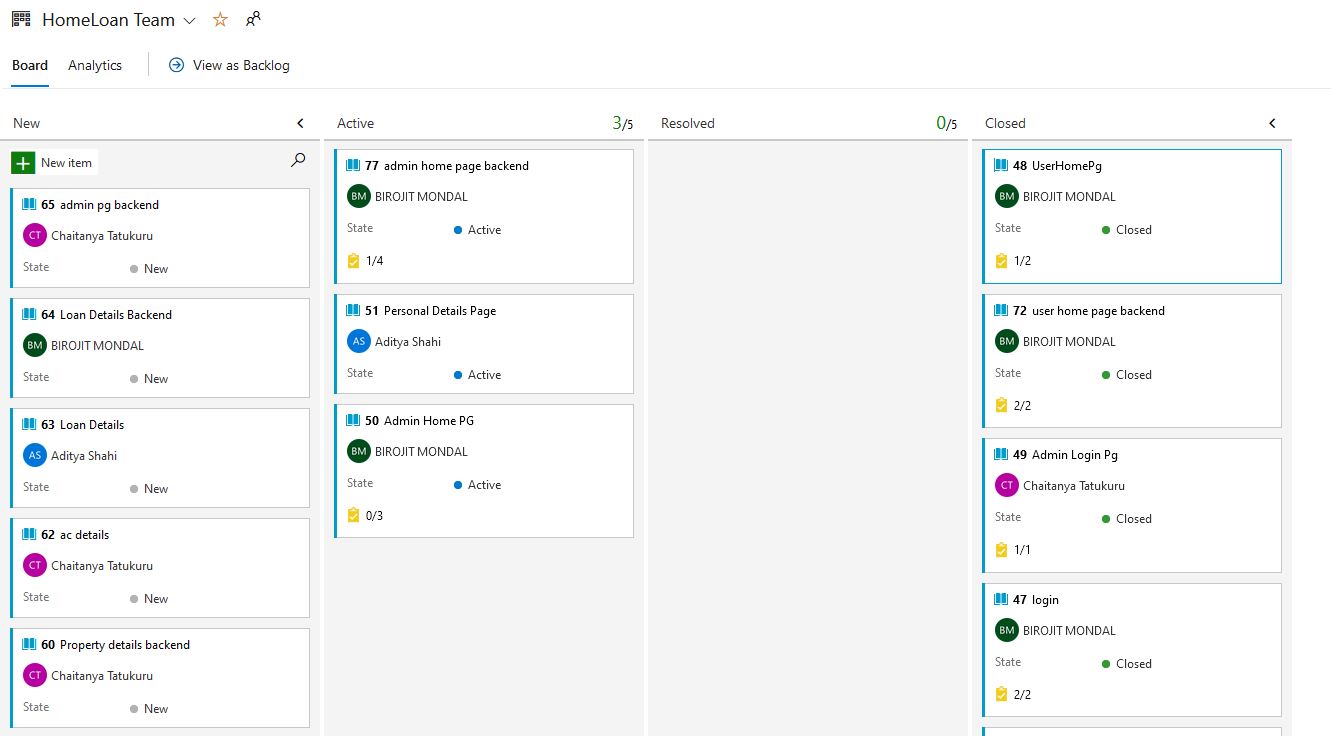 HomeLoan Team
Board Analytics View as Backlog
New
New item
65 admin pg backend
CT Chaitanya Tatukuru
State New
64 Loan Details Backend
BM BIROJIT MONDAL
State New
63 Loan Details
AS Aditya Shahi
State New
62 ac details
CT Chaitanya Tatukuru
State New
60 Property details backend
CT Chaitanya Tatukuru
State New
Active 3/5
77 admin home page backend
BM BIROJIT MONDAL
State Active
1/4
51 Personal Details Page
AS Aditya Shahi
State Active
50 Admin Home PG
BM BIROJIT MONDAL
State Active
0/3
Resolved 0/5
Closed
48 UserHomePg
BM BIROJIT MONDAL
State Closed
1/2
72 user home page backend
BM BIROJIT MONDAL
State Closed
2/2
49 Admin Login Pg
CT Chaitanya Tatukuru
State Closed
1/1
47 login
BM BIROJIT MONDAL
State Closed
2/2